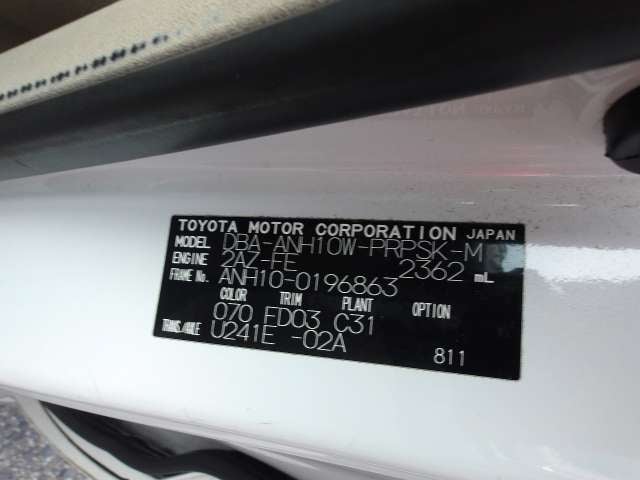 TOYOTA MOTOR CORPORATION JAPAN
MODEL DBA-ANH10W-PRPSK-M
ENGINE 2AZ-FE 2362 mL
FRAME No. ANH10-0196863
COLOR TRIM PLANT OPTION
070 FD03 C31
TRANS/AXLE U241E -02A 811